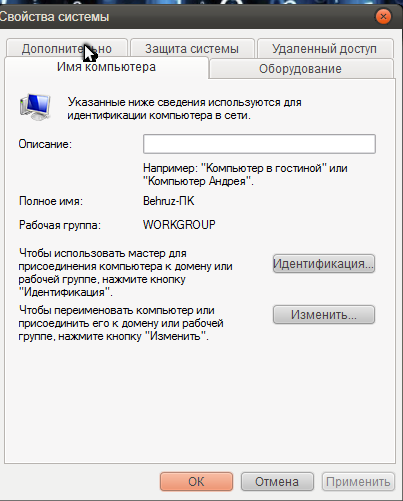 Свойства системы
Дополнительно
Защита системы
Удаленный доступ
Имя компьютера
Оборудование
Указанные ниже сведения используются для
идентификации компьютера в сети.
Описание:
Например: "Компьютер в гостиной" или
"Компьютер Андрея".
Полное имя:
Behruz-ПК
Рабочая группа:
WORKGROUP
Чтобы использовать мастер для
присоединения компьютера к домену или
рабочей группе, нажмите кнопку
"Идентификация".
Идентификация...
Чтобы переименовать компьютер или
присоединить его к домену или рабочей
группе, нажмите кнопку "Изменить".
Изменить...
ОК
Отмена
Применить